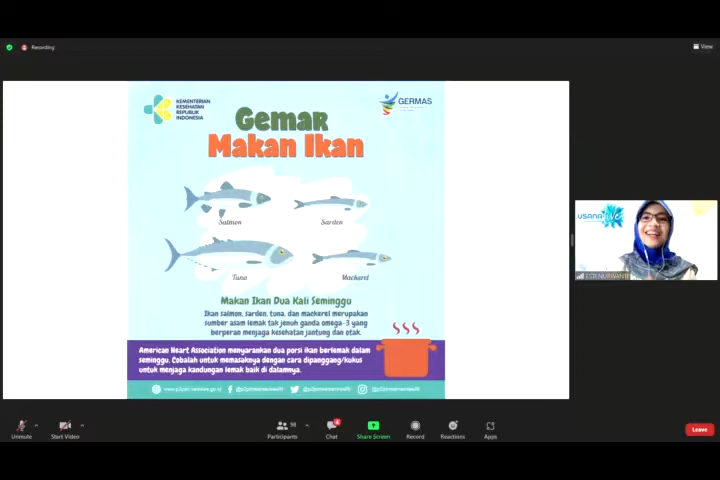 Recording
View
KEMENTERIAN
KESEHATAN
REPUBLIK
INDONESIA
GERMAS
Gemar
Makan Ikan
Salmon
Sarden
Tuna
Mackerel
Makan Ikan Dua Kali Seminggu
Ikan salmon, sarden, tuna, dan mackerel merupakan
sumber asam lemak tak jenuh ganda omega-3 yang
berperan menjaga kesehatan jantung dan otak.
American Heart Association menyarankan dua porsi ikan berlemak dalam
seminggu. Cobalah untuk memasaknya dengan cara dipanggang/kukus
untuk menjaga kandungan lemak baik di dalamnya.
USANA live
ESTI NURWANTI
Unmute
Start Video
Participants
98
Chat
Share Screen
Record
Reactions
Apps
Leave